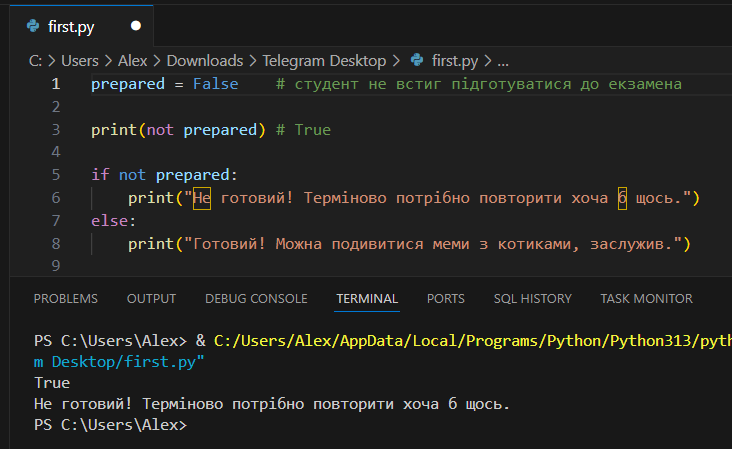 first.py
C: > Users > Alex > Downloads > Telegram Desktop > first.py > ...
1 prepared = False # студент не встиг підготуватися до екзамена
2
3 print(not prepared) # True
4
5 if not prepared:
6 print("Не готовий! Терміново потрібно повторити хоча б щось.")
7 else:
8 print("Готовий! Можна подивитися меми з котиками, заслужив.")
9
PROBLEMS OUTPUT DEBUG CONSOLE TERMINAL PORTS SQL HISTORY TASK MONITOR
PS C:\Users\Alex> & C:/Users/Alex/AppData/Local/Programs/Python/Python313/pyth
m Desktop/first.py"
True
Не готовий! Терміново потрібно повторити хоча б щось.
PS C:\Users\Alex>